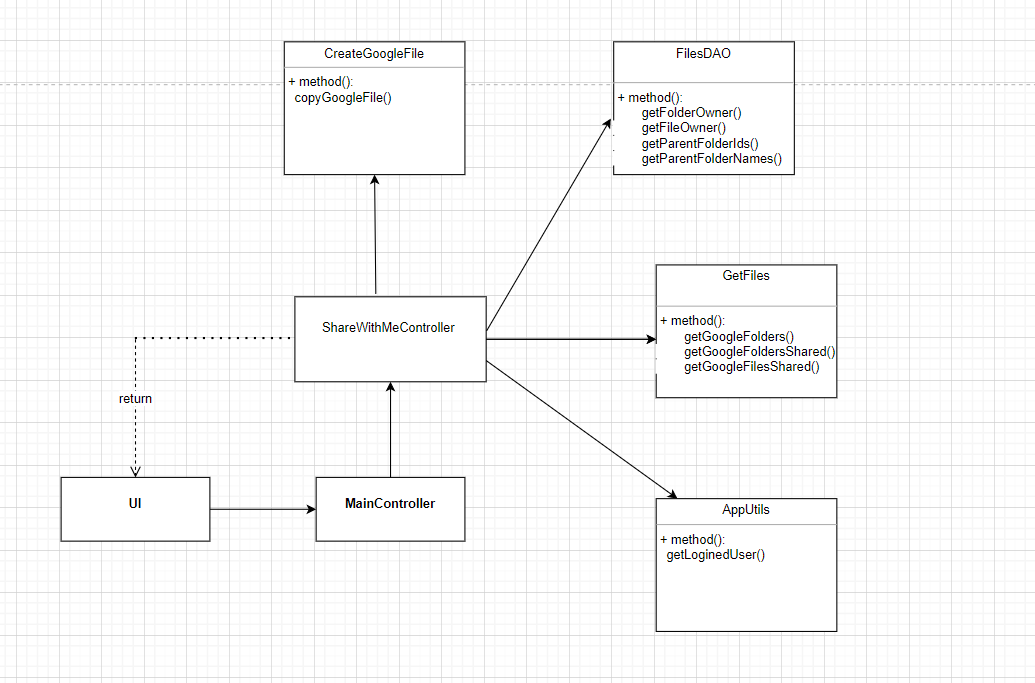 CreateGoogleFile
+ method():
copyGoogleFile()
FilesDAO
+ method():
getFolderOwner()
getFileOwner()
getParentFolderIds()
getParentFolderNames()
GetFiles
+ method():
getGoogleFolders()
getGoogleFoldersShared()
getGoogleFilesShared()
ShareWithMeController
return
UI
MainController
AppUtils
+ method():
getLoginedUser()